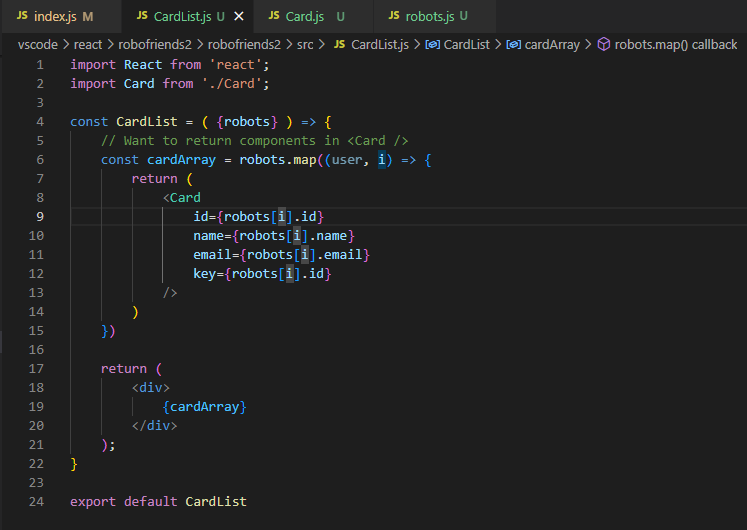 JS index.js M JS CardList.js U × JS Card.js U JS robots.js U
vscode > react > robofriends2 > robofriends2 > src > JS CardList.js > CardList > cardArray > robots.map() callback
1 import React from 'react';
2 import Card from './Card';
3
4 const CardList = ( {robots} ) => {
5     // Want to return components in <Card />
6     const cardArray = robots.map((user, i) => {
7         return (
8             <Card
9                 id={robots[i].id}
10                 name={robots[i].name}
11                 email={robots[i].email}
12                 key={robots[i].id}
13             />
14         )
15     })
16
17     return (
18         <div>
19             {cardArray}
20         </div>
21     );
22 }
23
24 export default CardList